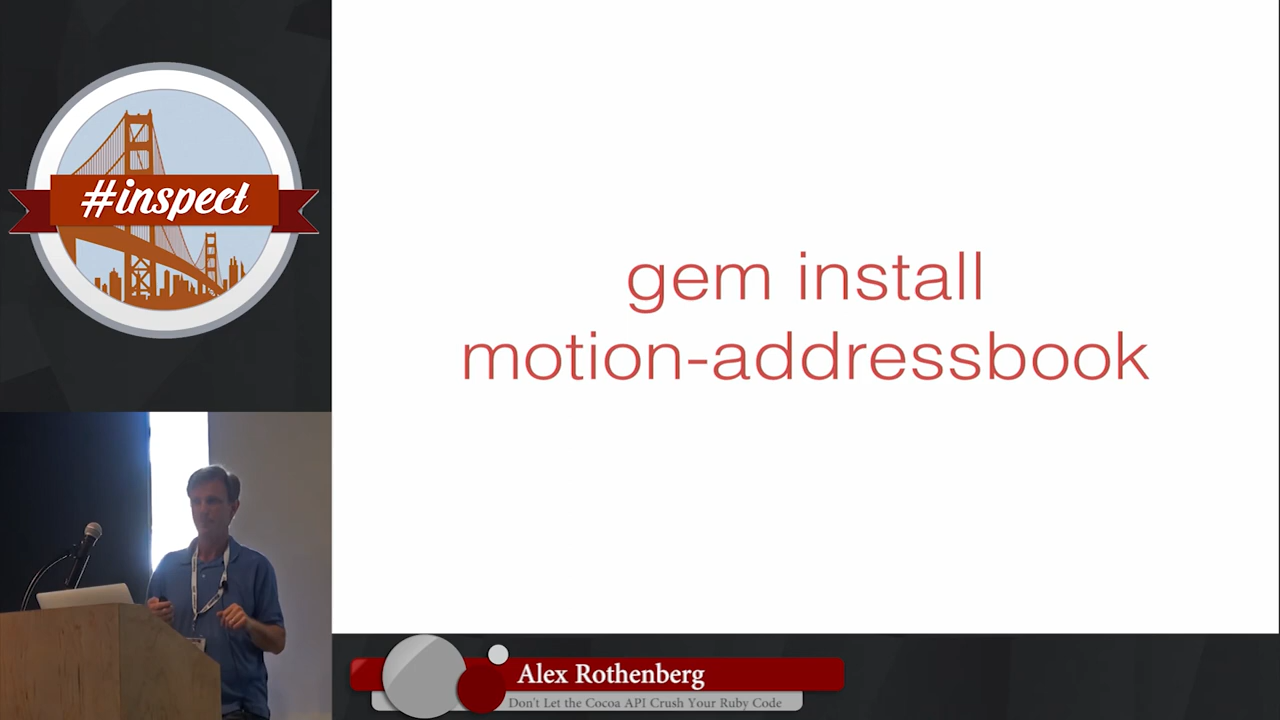 #inspect
gem install
motion-addressbook
Alex Rothenberg
Don't Let the Cocoa API Crush Your Ruby Code